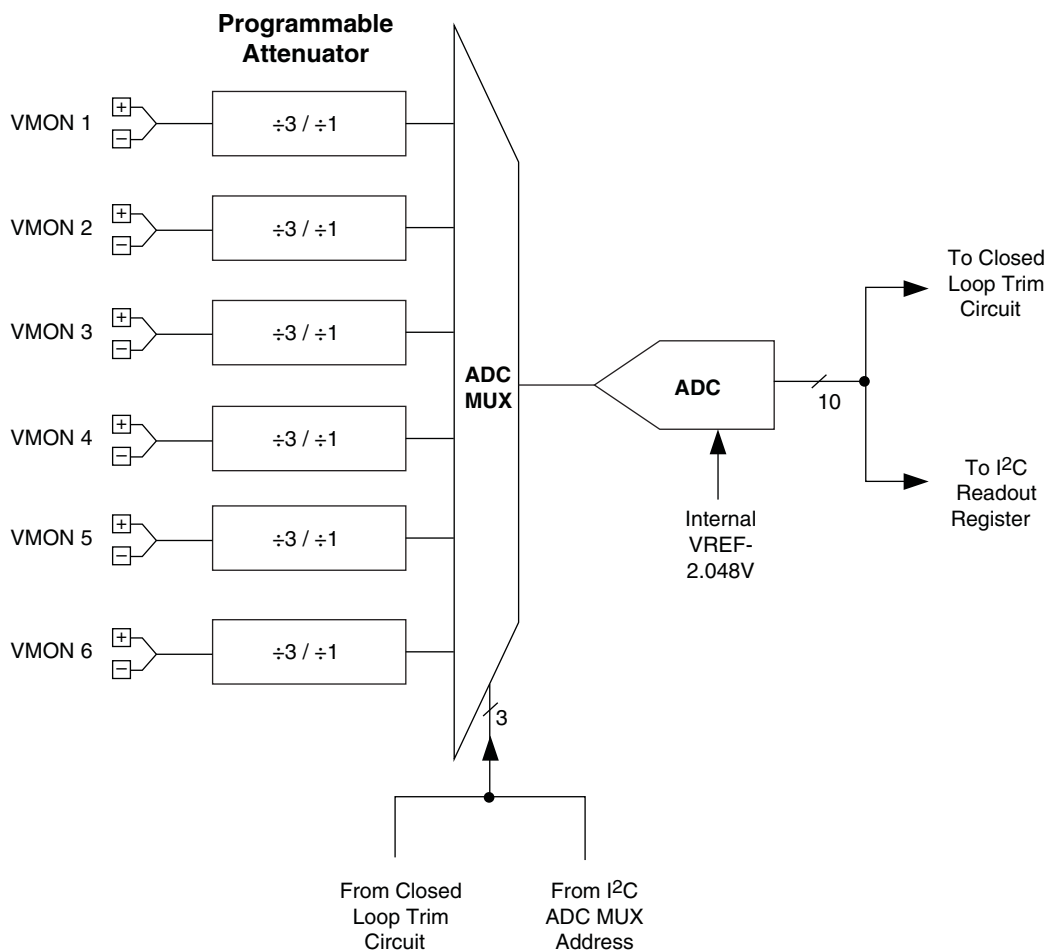 Programmable
Attenuator
VMON 1
+
−
÷3 / ÷1
VMON 2
+
−
÷3 / ÷1
VMON 3
+
−
÷3 / ÷1
VMON 4
+
−
÷3 / ÷1
VMON 5
+
−
÷3 / ÷1
VMON 6
+
−
÷3 / ÷1
ADC
MUX
ADC
10
To Closed
Loop Trim
Circuit
To I²C
Readout
Register
Internal
VREF-
2.048V
3
From Closed
Loop Trim
Circuit
From I²C
ADC MUX
Address